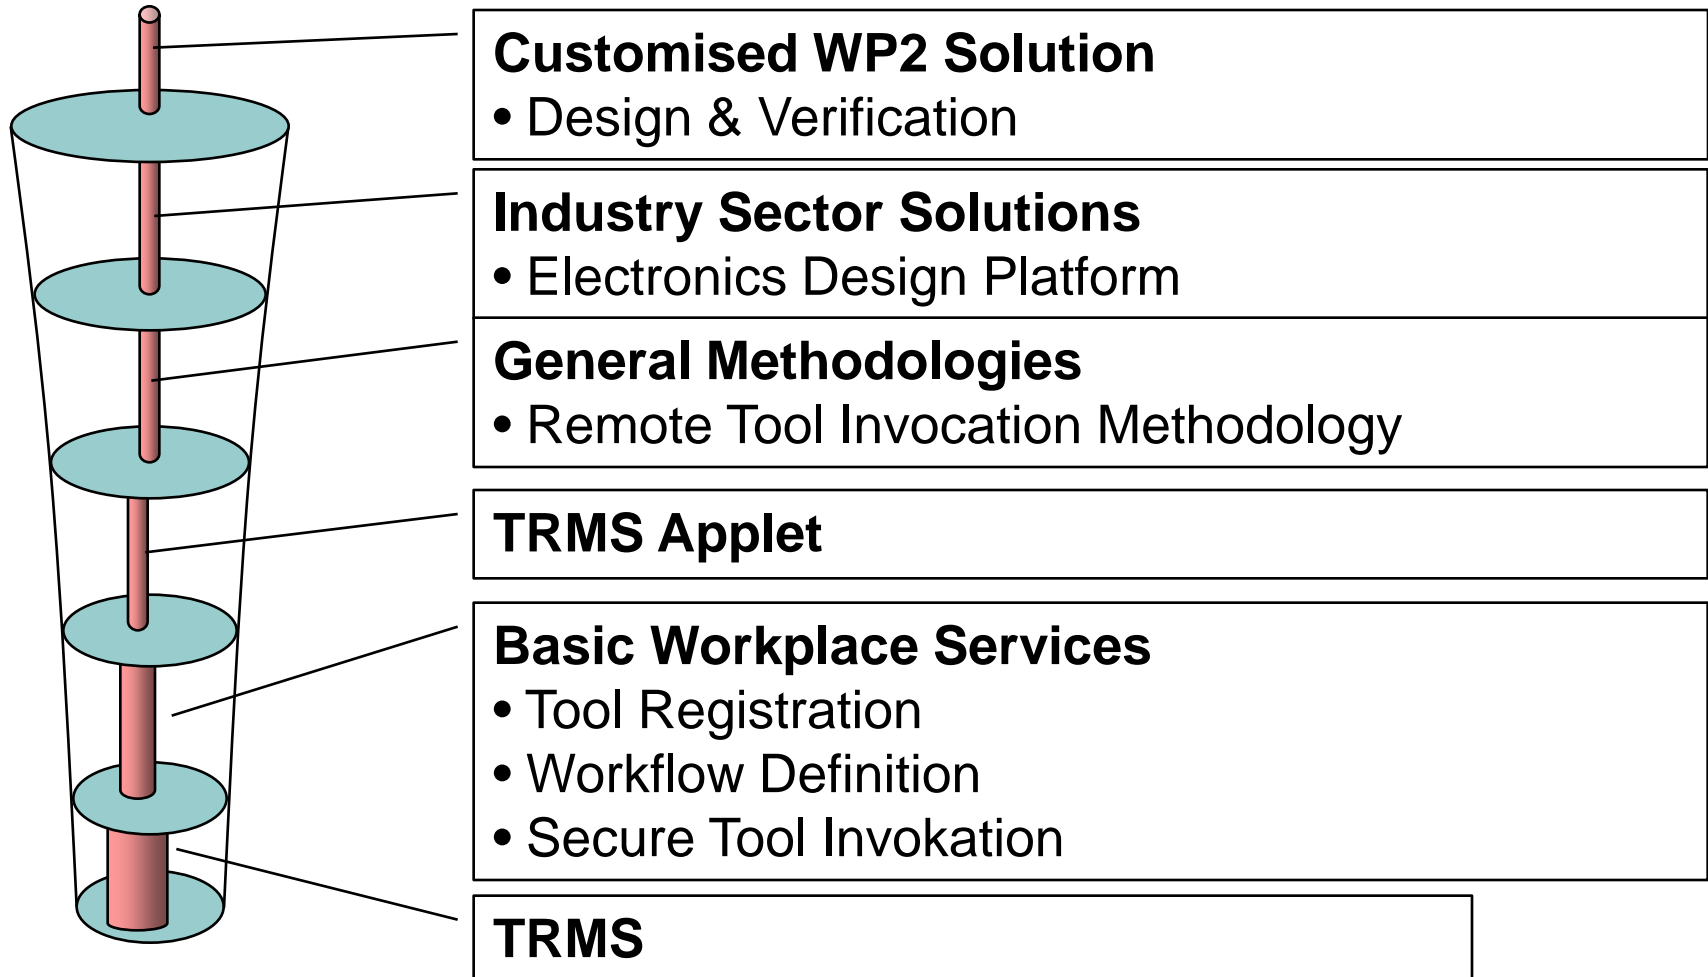 Customised WP2 Solution
• Design & Verification
Industry Sector Solutions
• Electronics Design Platform
General Methodologies
• Remote Tool Invocation Methodology
TRMS Applet
Basic Workplace Services
• Tool Registration
• Workflow Definition
• Secure Tool Invokation
TRMS